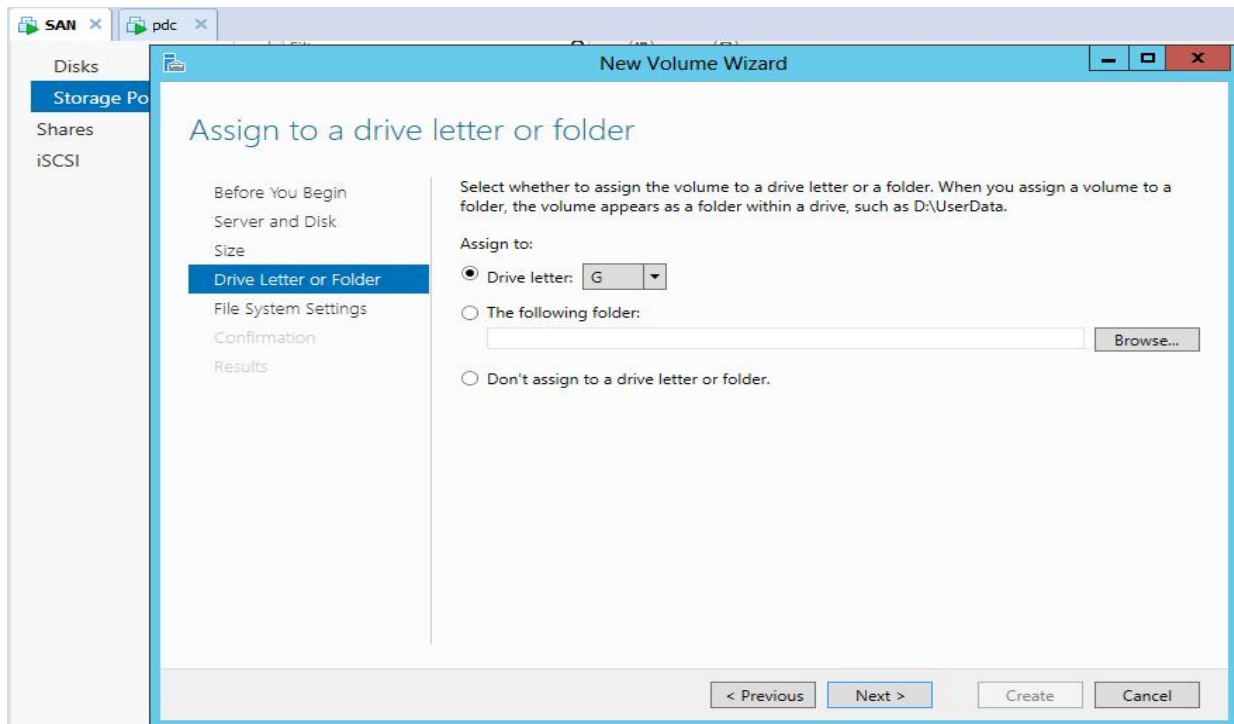 SAN
pdc
Disks
New Volume Wizard
Storage Po
Shares
iSCSI
Assign to a drive letter or folder
Before You Begin
Server and Disk
Size
Drive Letter or Folder
File System Settings
Confirmation
Results
Select whether to assign the volume to a drive letter or a folder. When you assign a volume to a
folder, the volume appears as a folder within a drive, such as D:\UserData.
Assign to:
Drive letter: G
The following folder:
Browse...
Don't assign to a drive letter or folder.
< Previous
Next >
Create
Cancel